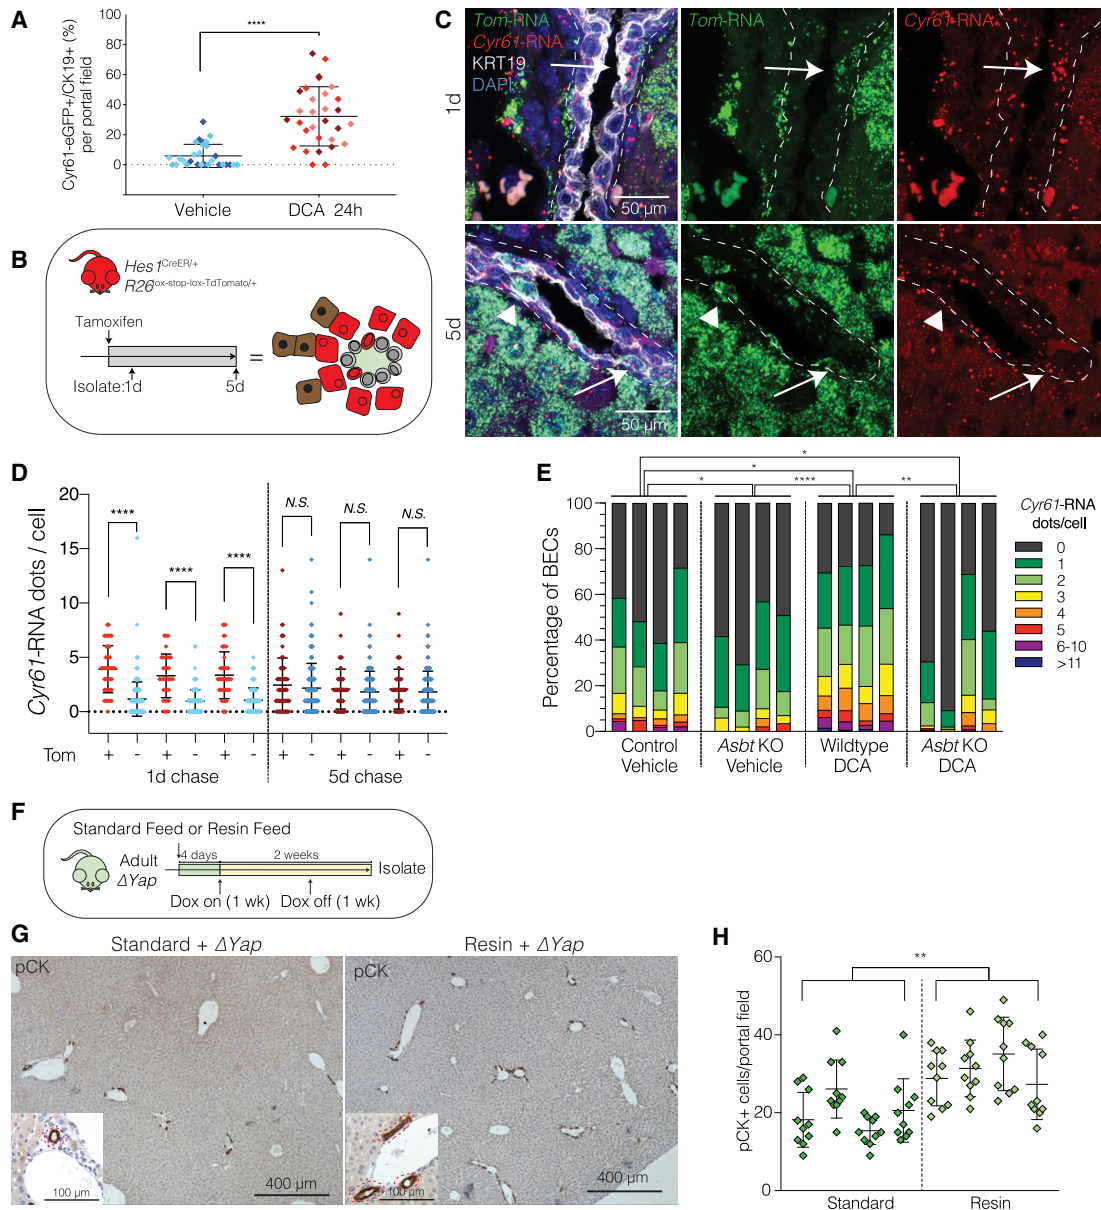 A
Cyr61-eGFP+/CK19+ (%)
per portal field
100
80
60
40
20
0
****
Vehicle
DCA 24h
B
Hes1CreER/+
R26lox-stop-lox-TdTomato/+
Tamoxifen
Isolate:1d
5d
=
C
Tom-RNA
Cyr61-RNA
KRT19
DAPI
Tom-RNA
Cyr61-RNA
1d
50 µm
5d
50 µm
D
Cyr61-RNA dots / cell
20
15
10
5
0
****
****
****
N.S.
N.S.
N.S.
Tom + - + - + - + - + - + -
1d chase
5d chase
E
Percentage of BECs
100
80
60
40
20
0
*
*
*
****
**
Control
Vehicle
Asbt KO
Vehicle
Wildtype
DCA
Asbt KO
DCA
Cyr61-RNA
dots/cell
0
1
2
3
4
5
6-10
>11
F
Standard Feed or Resin Feed
Adult
ΔYap
4 days
2 weeks
Isolate
Dox on (1 wk)
Dox off (1 wk)
G
Standard + ΔYap
Resin + ΔYap
pCK
pCK
100 µm
400 µm
100 µm
400 µm
H
pCK+ cells/portal field
60
40
20
0
**
Standard
Resin